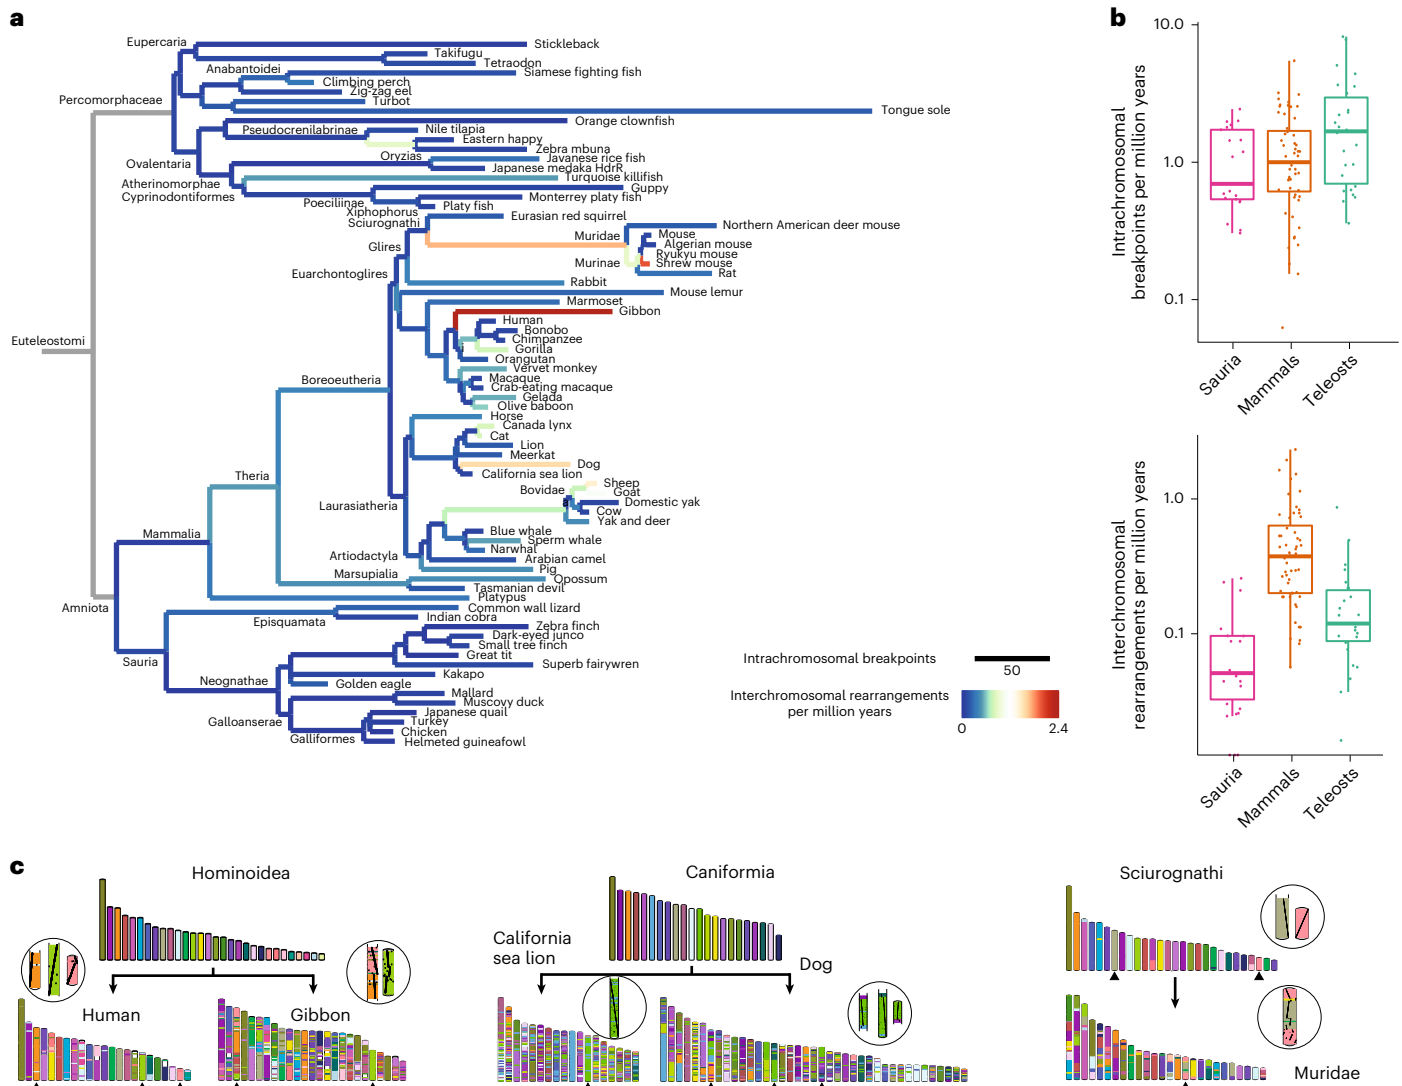 a
Eupercaria
Stickleback
Takifugu
Tetraodon
Anabantoidei
Siamese fighting fish
Climbing perch
Zig-zag eel
Percomorphaceae
Turbot
Tongue sole
Orange clownfish
Pseudocrenilabrinae
Nile tilapia
Eastern happy
Zebra mbuna
Oryzias
Javanese rice fish
Ovalentaria
Japanese medaka HdrR
Turquoise killifish
Atherinomorphae
Guppy
Cyprinodontiformes
Monterrey platy fish
Poeciliinae
Platy fish
Xiphophorus
Eurasian red squirrel
Sciurognathi
Northern American deer mouse
Muridae
Mouse
Algerian mouse
Glires
Ryukyu mouse
Murinae
Shrew mouse
Rat
Euarchontoglires
Rabbit
Mouse lemur
Marmoset
Gibbon
Human
Bonobo
Chimpanzee
Euteleostomi
Gorilla
Orangutan
Vervet monkey
Boreoeutheria
Macaque
Crab-eating macaque
Gelada
Olive baboon
Horse
Canada lynx
Cat
Lion
Meerkat
Dog
Theria
California sea lion
Sheep
Bovidae
Goat
Domestic yak
Laurasiatheria
Cow
Yak and deer
Mammalia
Blue whale
Sperm whale
Narwhal
Artiodactyla
Arabian camel
Pig
Marsupialia
Opossum
Tasmanian devil
Platypus
Amniota
Common wall lizard
Episquamata
Indian cobra
Zebra finch
Dark-eyed junco
Small tree finch
Sauria
Great tit
Superb fairywren
Neognathae
Kakapo
Golden eagle
Mallard
Muscovy duck
Galloanserae
Japanese quail
Turkey
Galliformes
Chicken
Helmeted guineafowl
Intrachromosomal breakpoints
50
Interchromosomal rearrangements
per million years
0
2.4
b
Intrachromosomal
breakpoints per million years
10.0
1.0
0.1
Sauria
Mammals
Teleosts
Interchromosomal
rearrangements per million years
1.0
0.1
Sauria
Mammals
Teleosts
c
Hominoidea
Human
Gibbon
Caniformia
California
sea lion
Dog
Sciurognathi
Muridae